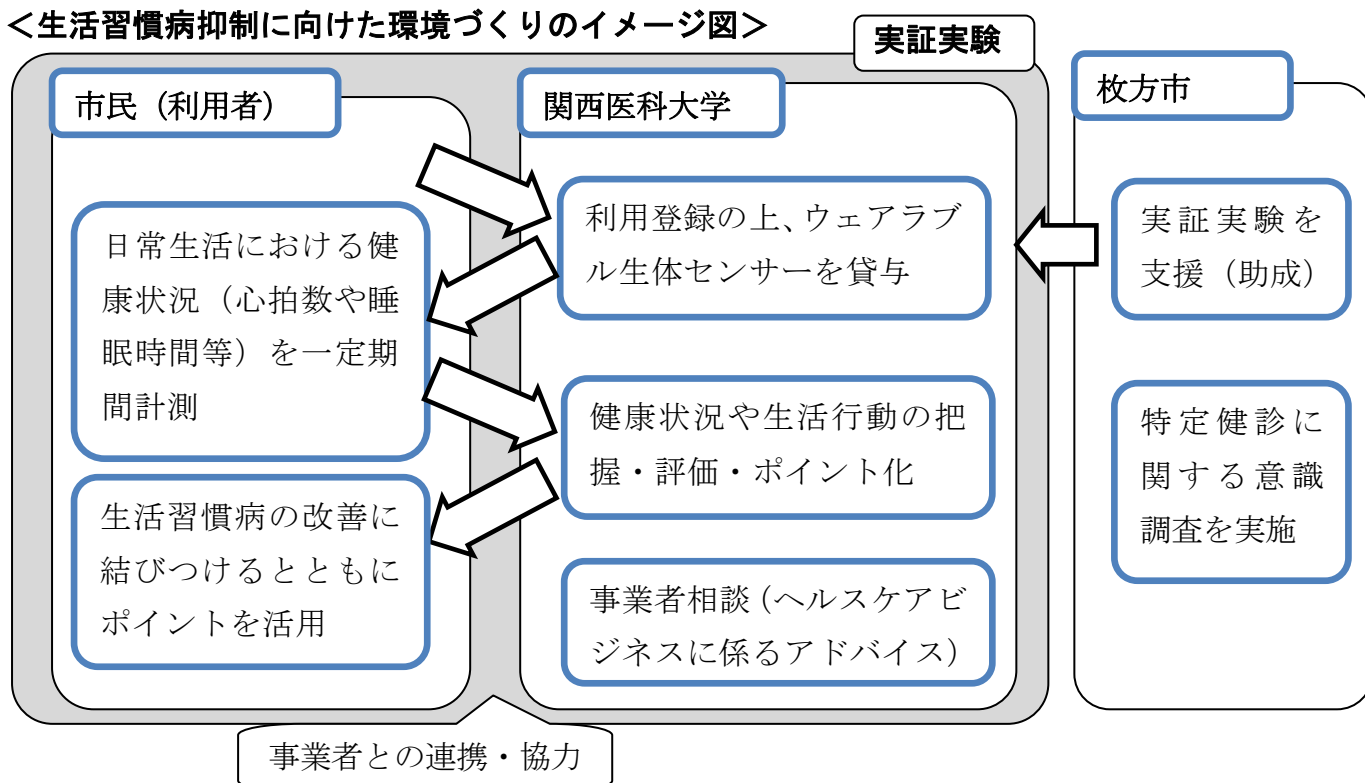 ＜生活習慣病抑制に向けた環境づくりのイメージ図＞
実証実験
市民（利用者）
日常生活における健
康状況（心拍数や睡
眠時間等）を一定期
間計測
生活習慣病の改善に
結びつけるとともに
ポイントを活用
関西医科大学
利用登録の上、ウェアラブ
ル生体センサーを貸与
健康状況や生活行動の把
握・評価・ポイント化
事業者相談（ヘルスケアビ
ジネスに係るアドバイス）
枚方市
実証実験を
支援（助成）
特定健診に
関する意識
調査を実施
事業者との連携・協力